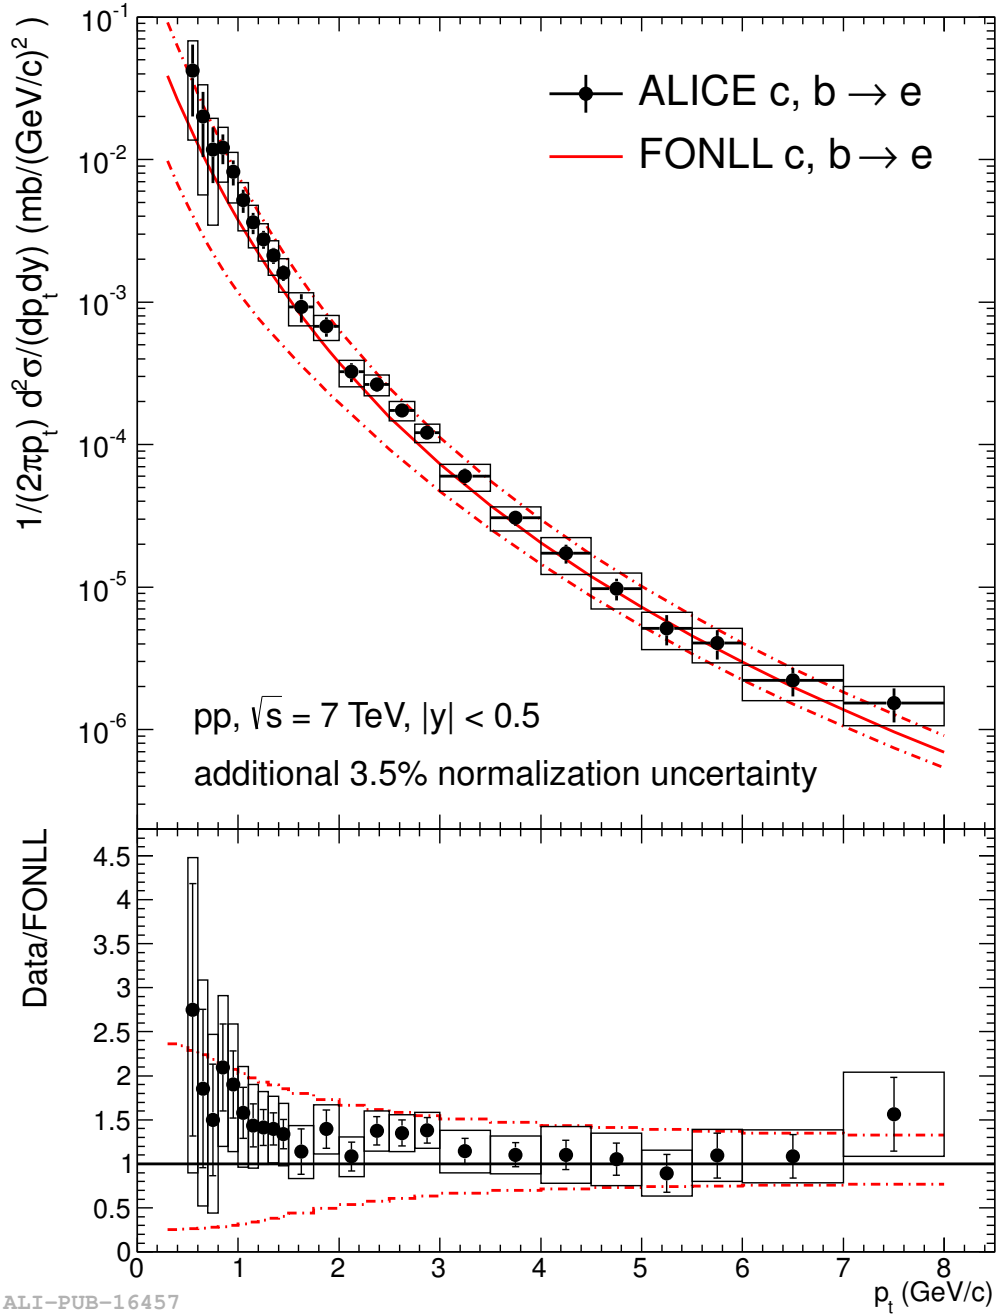 10⁻¹
10⁻²
10⁻³
10⁻⁴
10⁻⁵
10⁻⁶
1/(2πpₜ) d²σ/(dpₜdy) (mb/(GeV/c)²)
ALICE c, b → e
FONLL c, b → e
pp, √s = 7 TeV, |y| < 0.5
additional 3.5% normalization uncertainty
Data/FONLL
4.5
4
3.5
3
2.5
2
1.5
1
0.5
0
0 1 2 3 4 5 6 7 8
pₜ (GeV/c)
ALI-PUB-16457